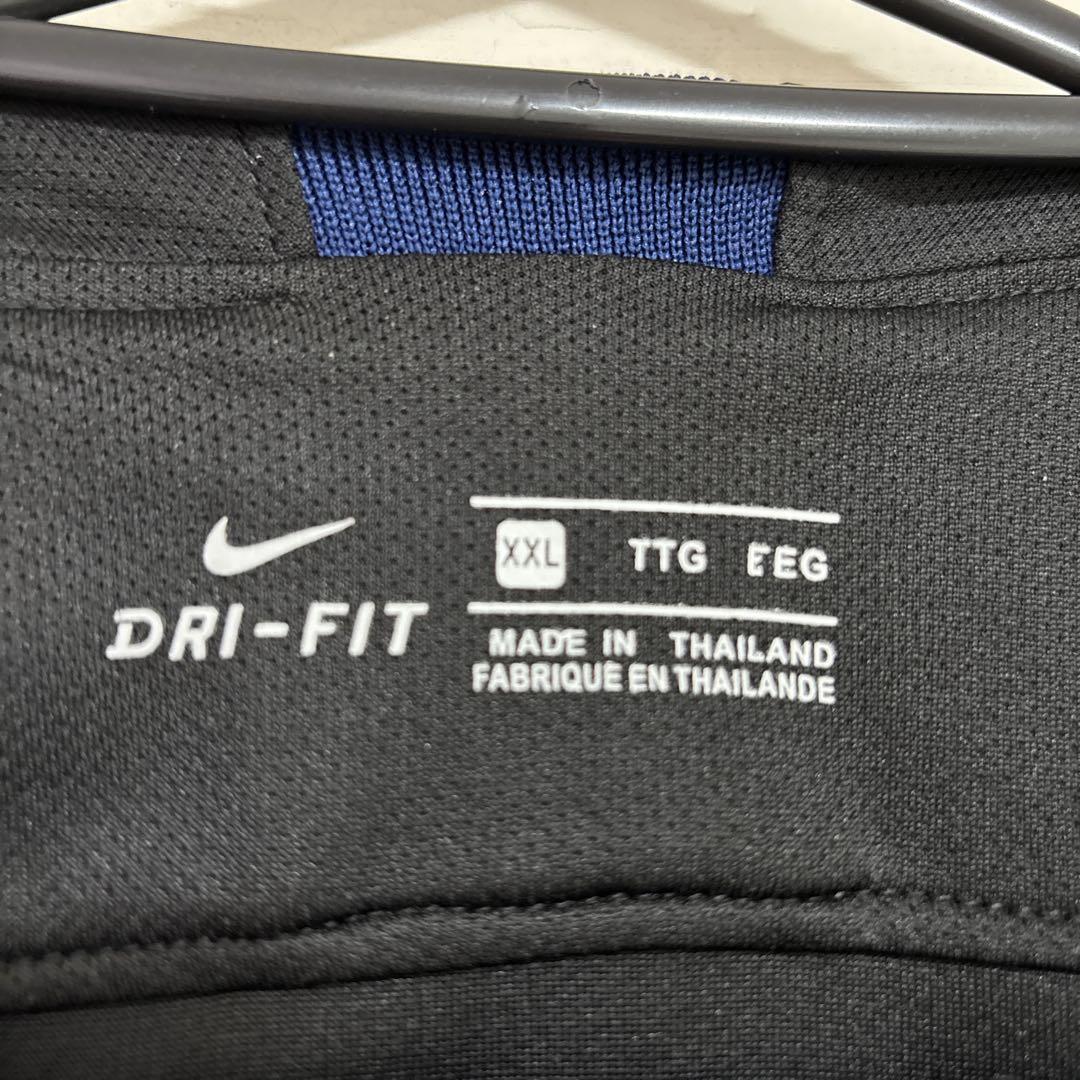 DRI-FIT
XXL TTG EEG
MADE IN THAILAND
FABRIQUE EN THAILANDE